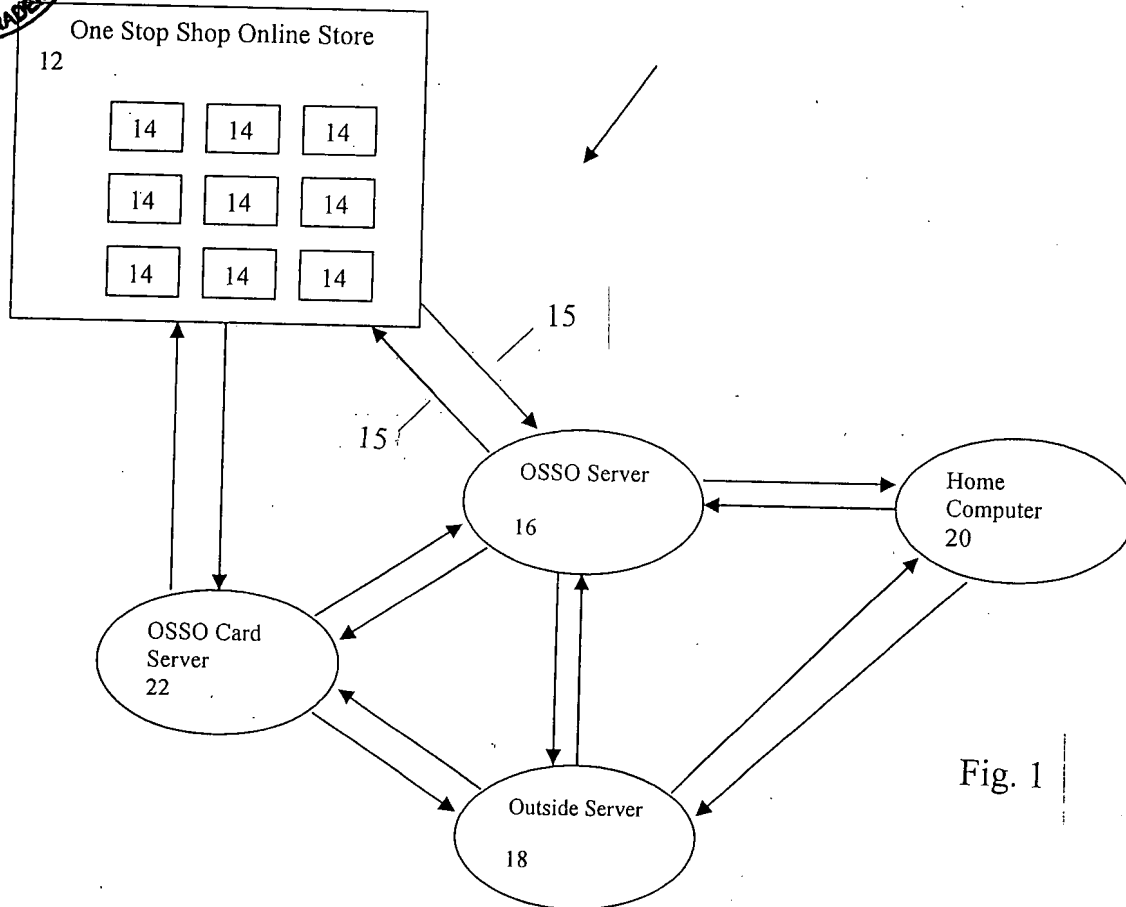 One Stop Shop Online Store
12
14 14 14
14 14 14
14 14 14
15
15
OSSO Server
16
Home
Computer
20
OSSO Card
Server
22
Outside Server
18
Fig. 1